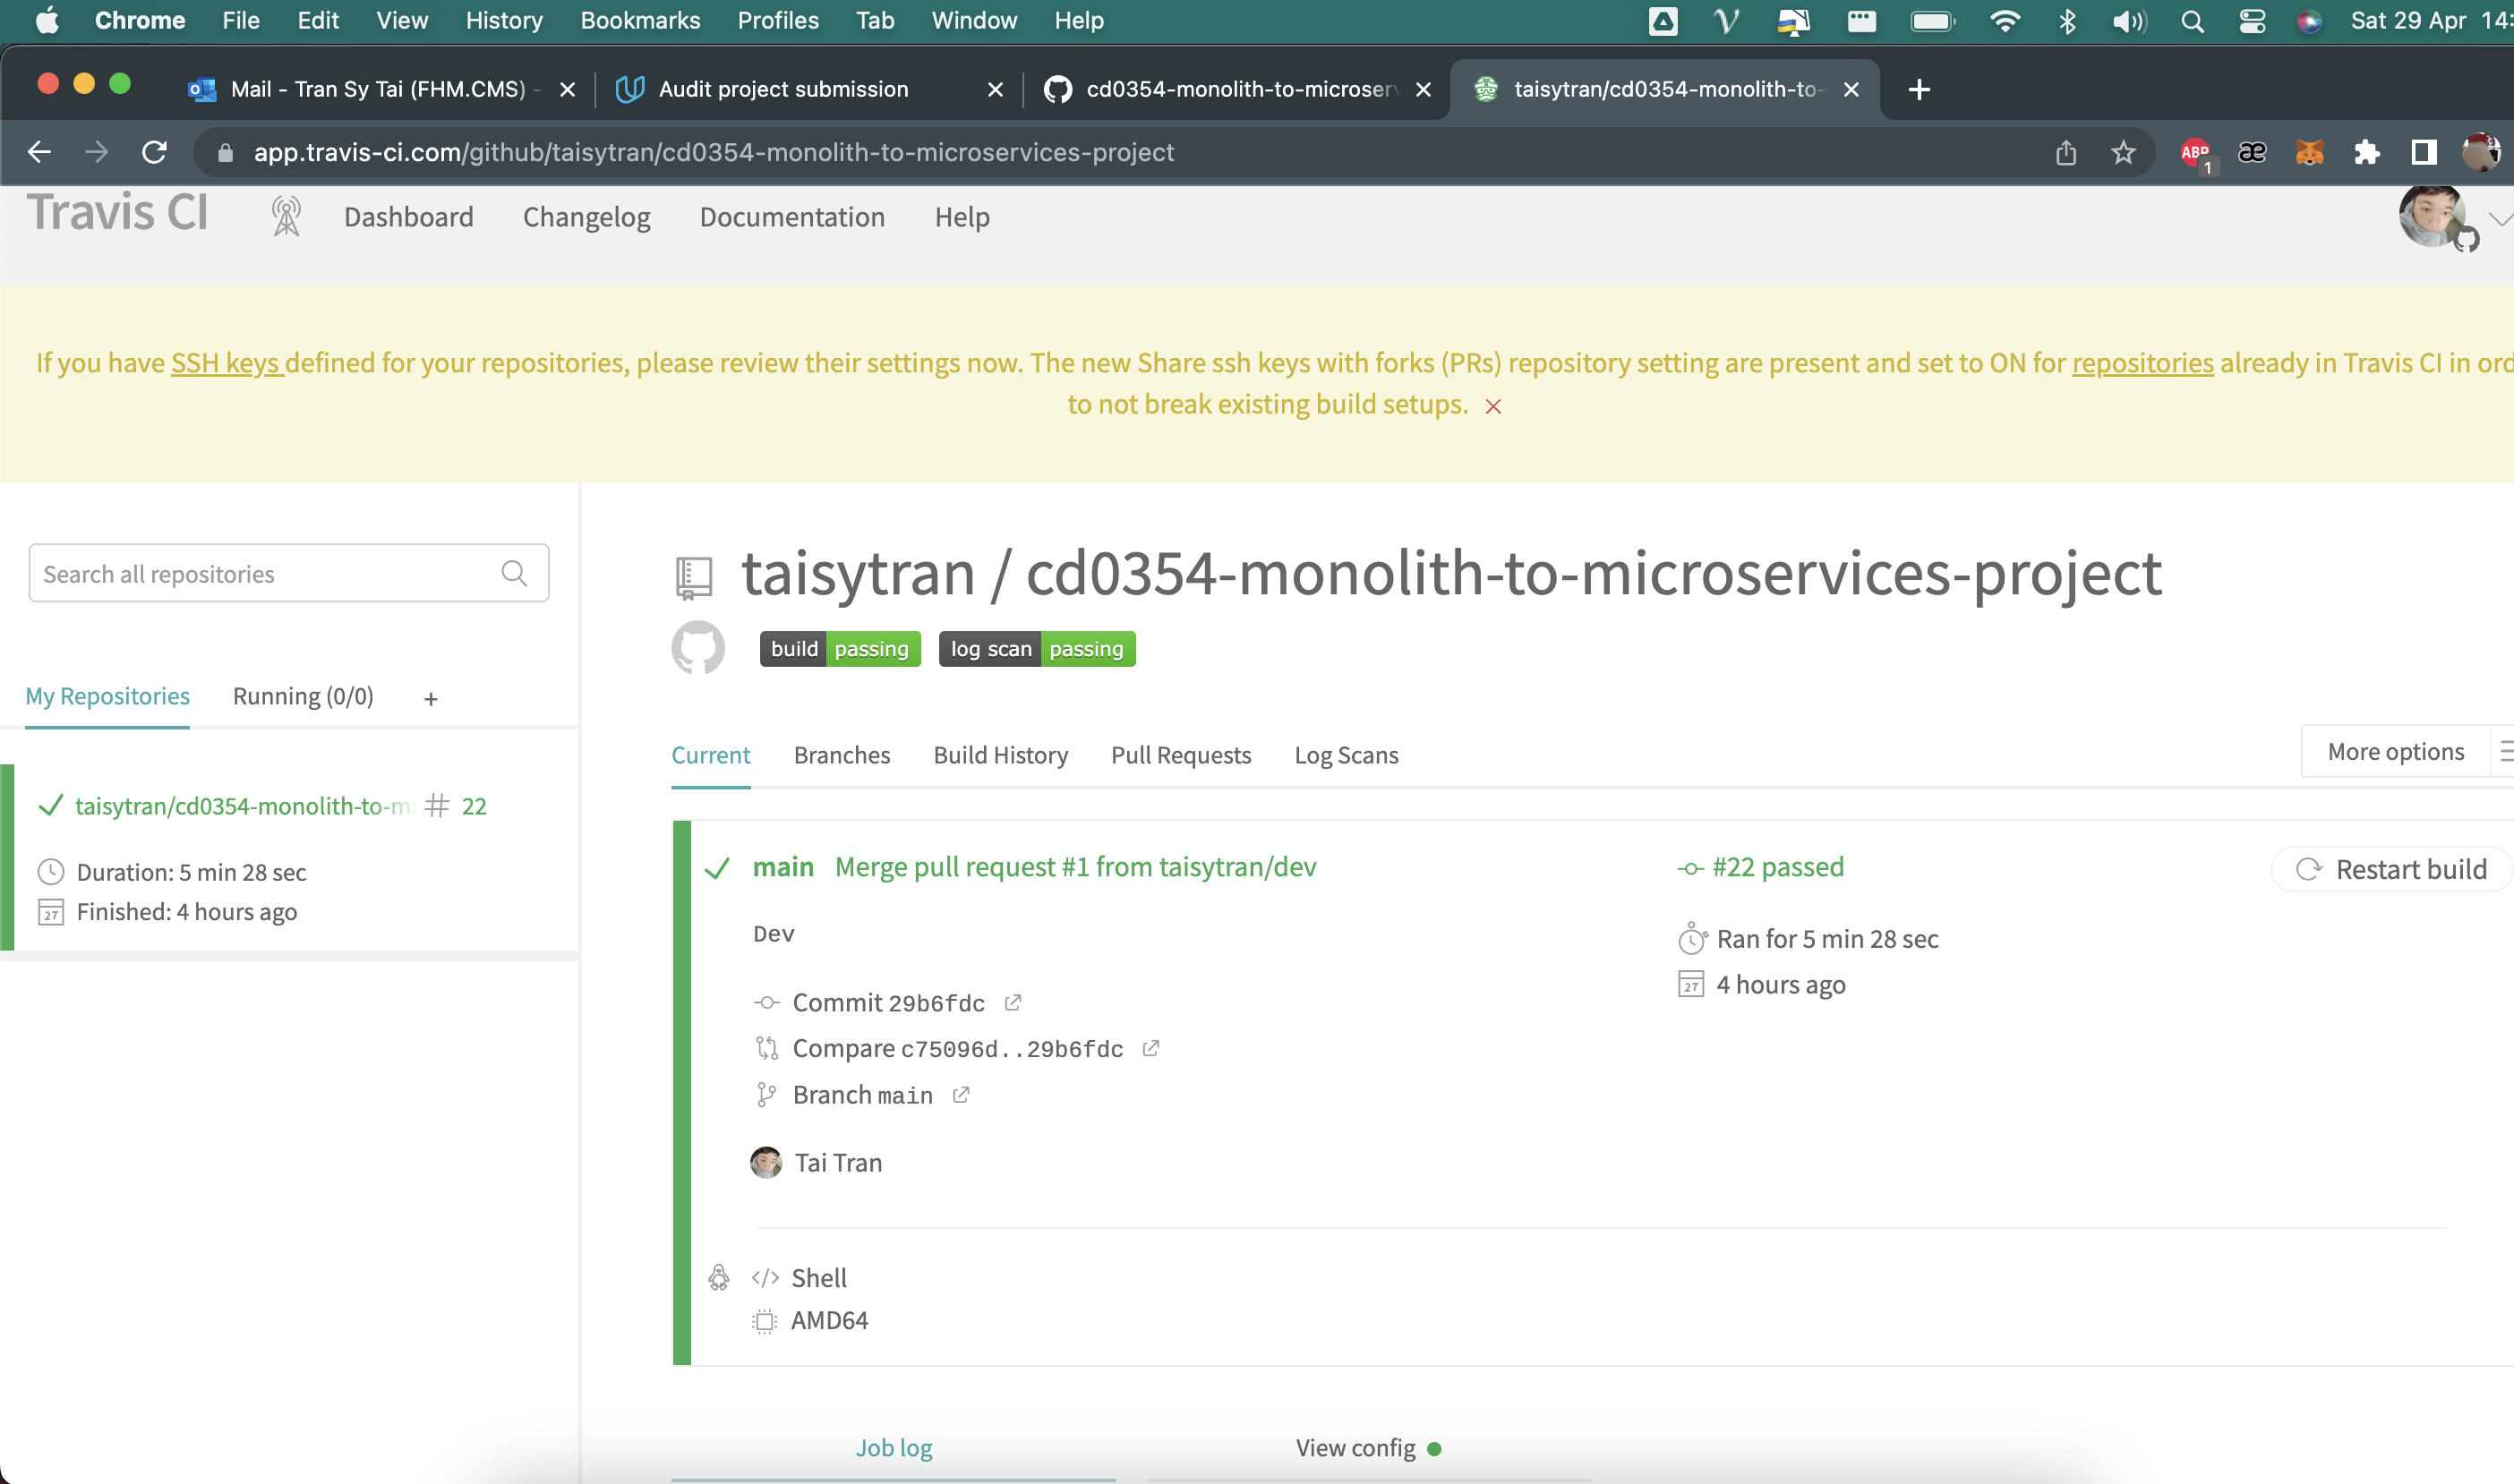 Chrome File Edit View History Bookmarks Profiles Tab Window Help Sat 29 Apr 14:
Mail - Tran Sy Tai (FHM.CMS) - Audit project submission cd0354-monolith-to-microserv taisytran/cd0354-monolith-to-
app.travis-ci.com/github/taisytran/cd0354-monolith-to-microservices-project ABP 1 æ
Travis CI Dashboard Changelog Documentation Help
If you have SSH keys defined for your repositories, please review their settings now. The new Share ssh keys with forks (PRs) repository setting are present and set to ON for repositories already in Travis CI in ord
to not break existing build setups.
Search all repositories
My Repositories Running (0/0) +
taisytran/cd0354-monolith-to-mi # 22
Duration: 5 min 28 sec
27 Finished: 4 hours ago
taisytran / cd0354-monolith-to-microservices-project
build passing log scan passing
Current Branches Build History Pull Requests Log Scans More options
main Merge pull request #1 from taisytran/dev #22 passed Restart build
Dev
Ran for 5 min 28 sec
27 4 hours ago
Commit 29b6fdc
Compare c75096d..29b6fdc
Branch main
Tai Tran
</> Shell
AMD64
Job log View config